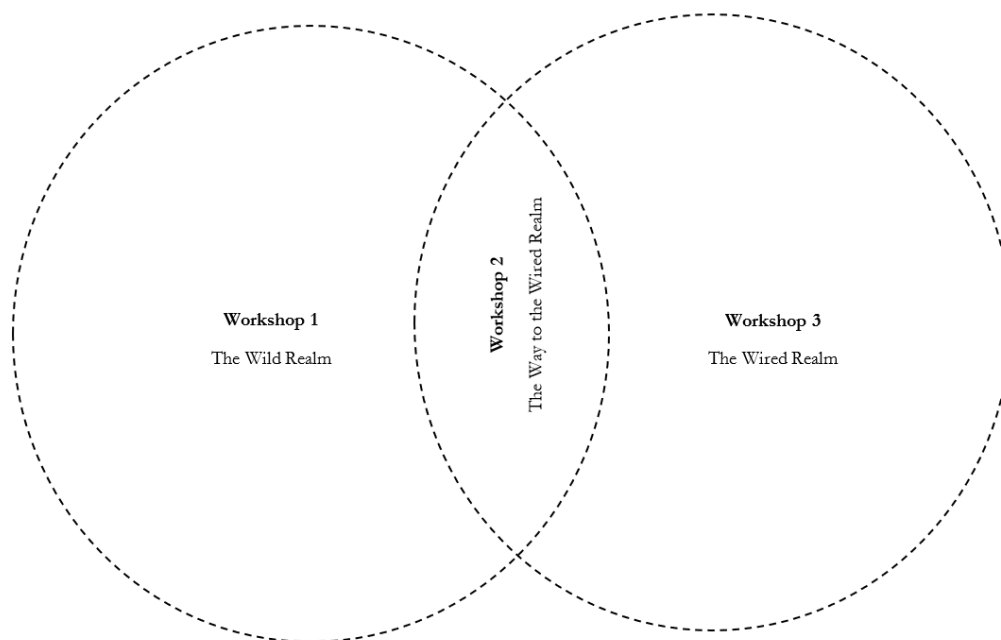 Workshop 1
The Wild Realm
Workshop 2
The Way to the Wired Realm
Workshop 3
The Wired Realm